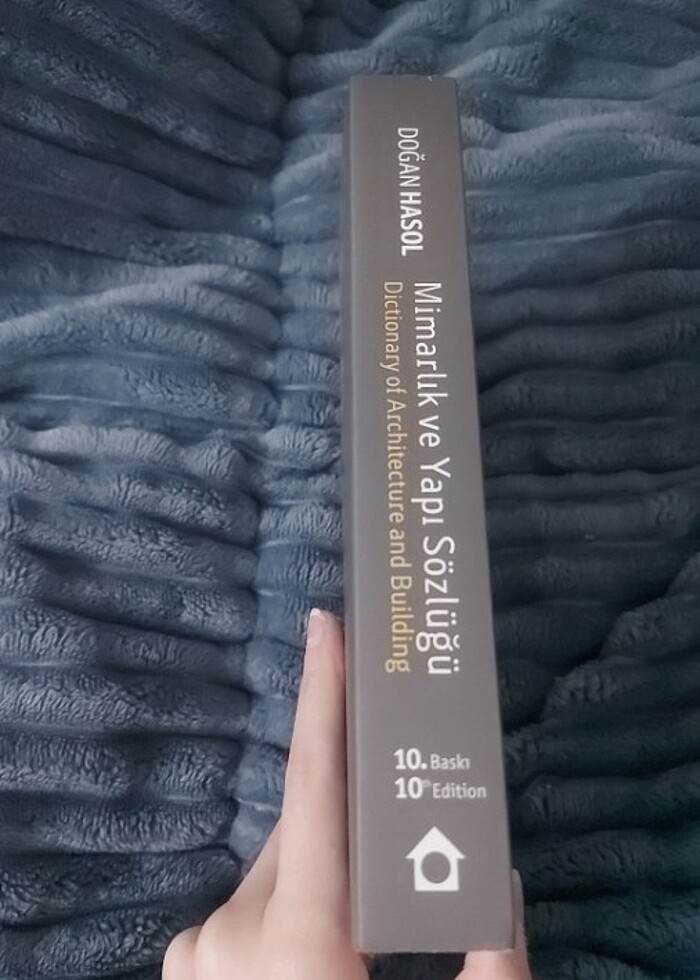 DOĞAN HASOL
Mimarlık ve Yapı Sözlüğü
Dictionary of Architecture and Building
10. Baskı
10th Edition